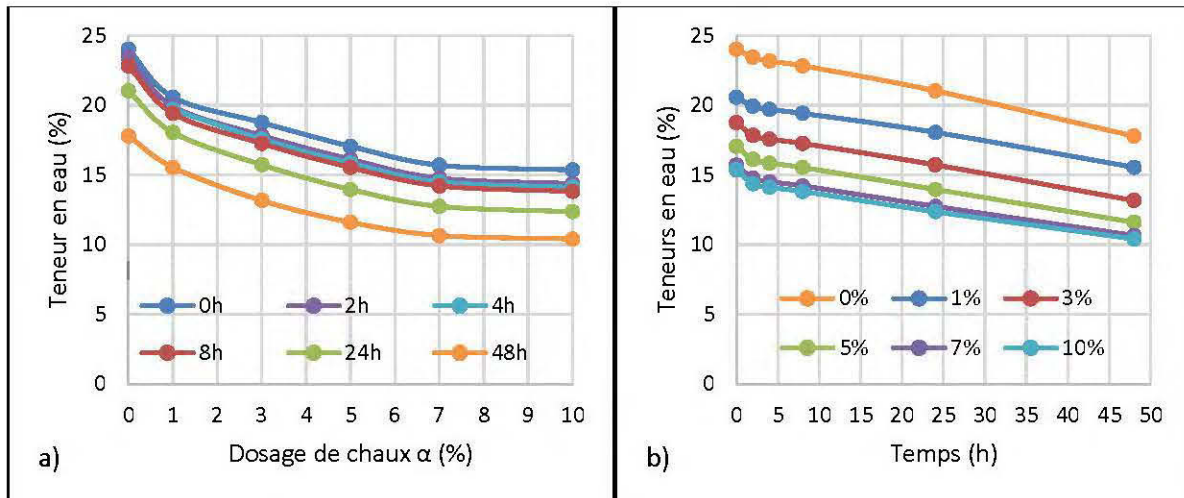 25
20
15
10
5
0
Teneur en eau (%)
0h 2h 4h
8h 24h 48h
0 1 2 3 4 5 6 7 8 9 10
Dosage de chaux α (%)
a)
25
20
15
10
5
0
Teneurs en eau (%)
0% 1% 3%
5% 7% 10%
0 5 10 15 20 25 30 35 40 45 50
Temps (h)
b)